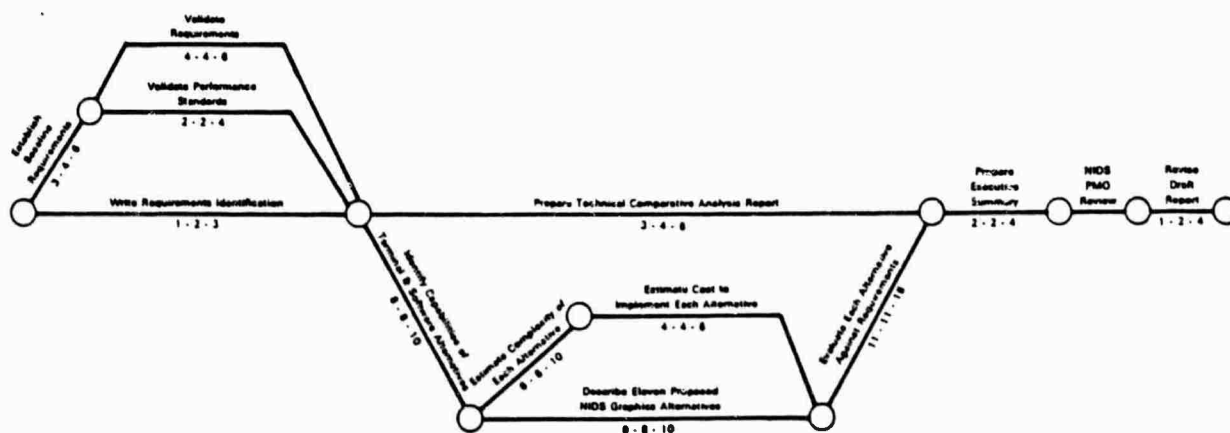 Validate
Requirements
4 - 4 - 6
Validate Performance
Standards
2 - 2 - 4
Establish
Baseline
Requirements
3 - 4 - 6
Write Requirements Identification
1 - 2 - 3
Prepare Technical Comparative Analysis Report
3 - 4 - 6
Identify Capabilities of
Terminal & Software Alternatives
8 - 8 - 10
Estimate Complexity of
Each Alternative
8 - 8 - 10
Estimate Cost to
Implement Each Alternative
4 - 4 - 6
Describe Eleven Proposed
NIDS Graphics Alternatives
8 - 8 - 10
Evaluate Each Alternative
Against Requirements
11 - 11 - 18
Prepare
Executive
Summary
2 - 2 - 4
NIDS
PMO
Review
Revise
Draft
Report
1 - 2 - 4